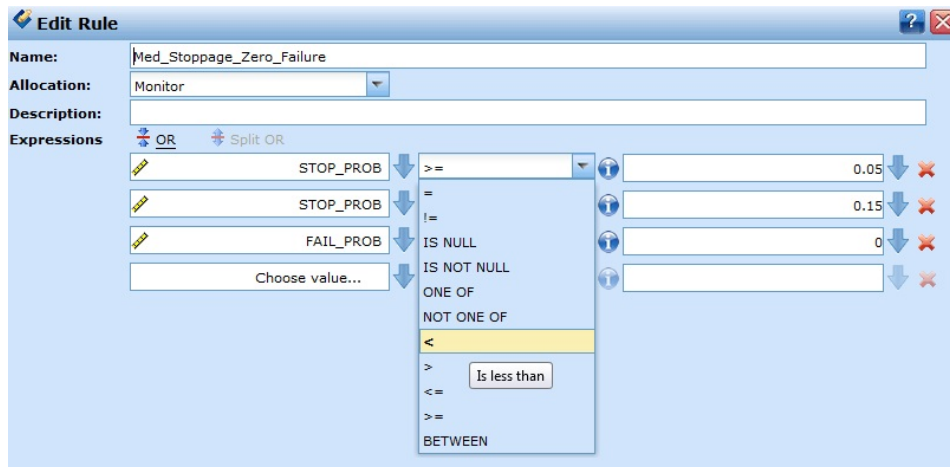 Edit Rule ?
Name: Med_Stoppage_Zero_Failure
Allocation: Monitor
Description:
Expressions OR Split OR
STOP_PROB >= 0.05
STOP_PROB = 0.15
!=
FAIL_PROB IS NULL 0
IS NOT NULL
Choose value...
ONE OF
NOT ONE OF
<
>
Is less than
<=
>=
BETWEEN